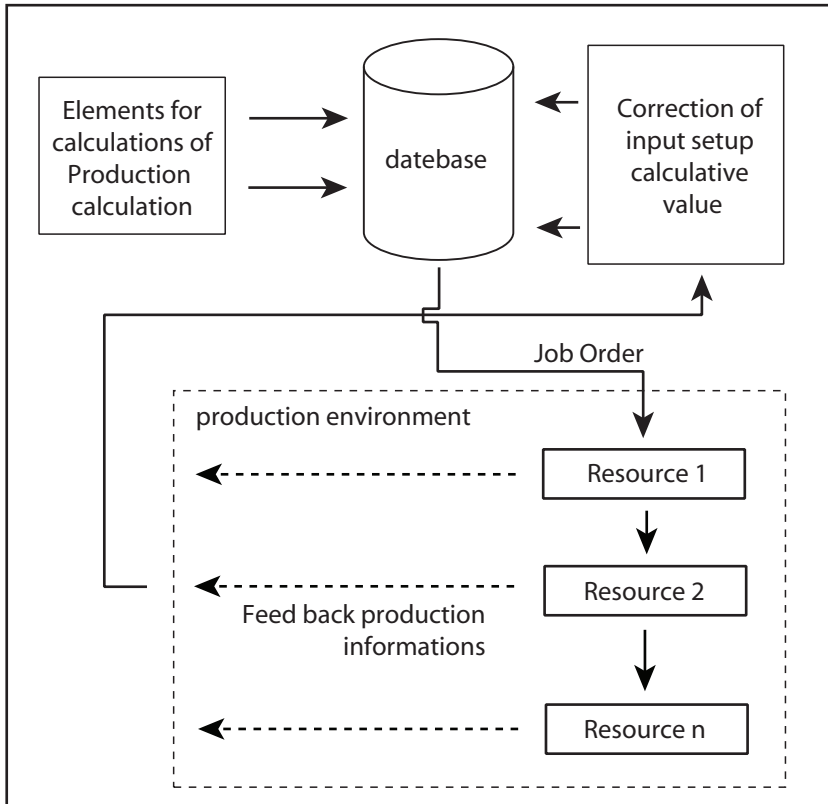 Elements for
calculations of
Production
calculation
datebase
Correction of
input setup
calculative
value
Job Order
production environment
Resource 1
Resource 2
Feed back production
informations
Resource n